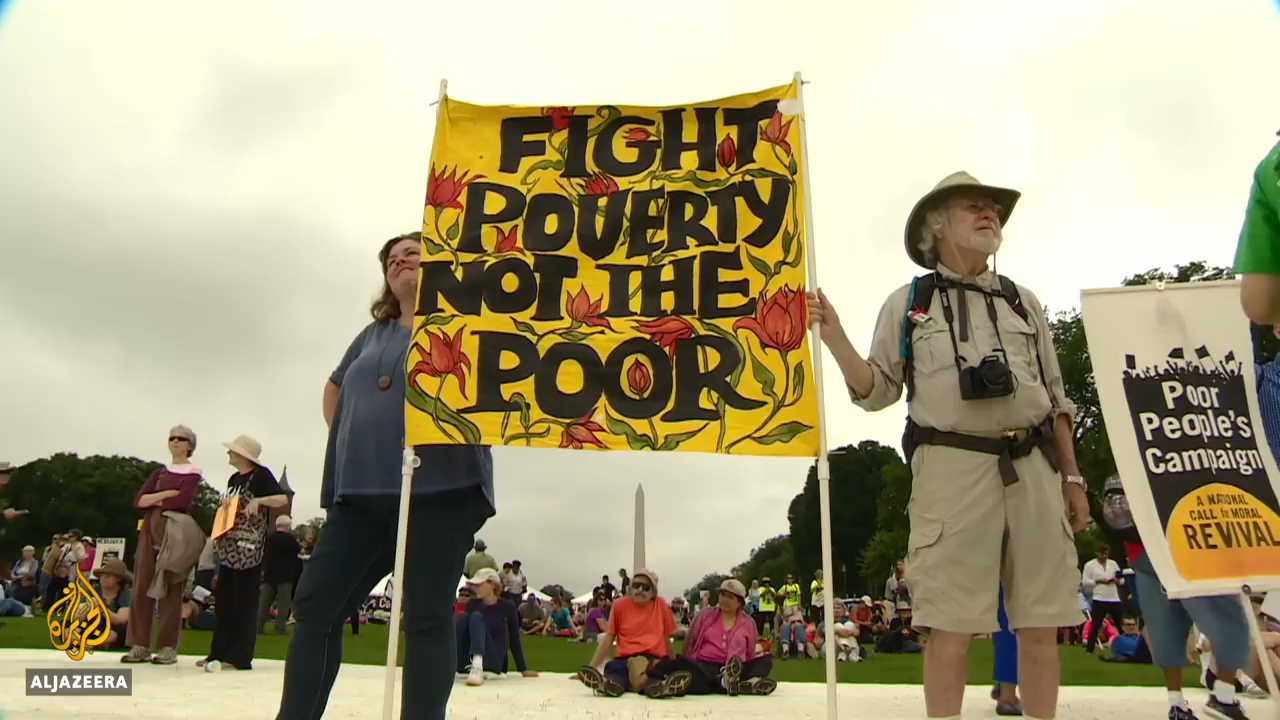 FIGHT
POVERTY
NOT THE
POOR
Poor
People's
Campaign
A NATIONAL
CALL for MORAL
REVIVAL
ALJAZEERA